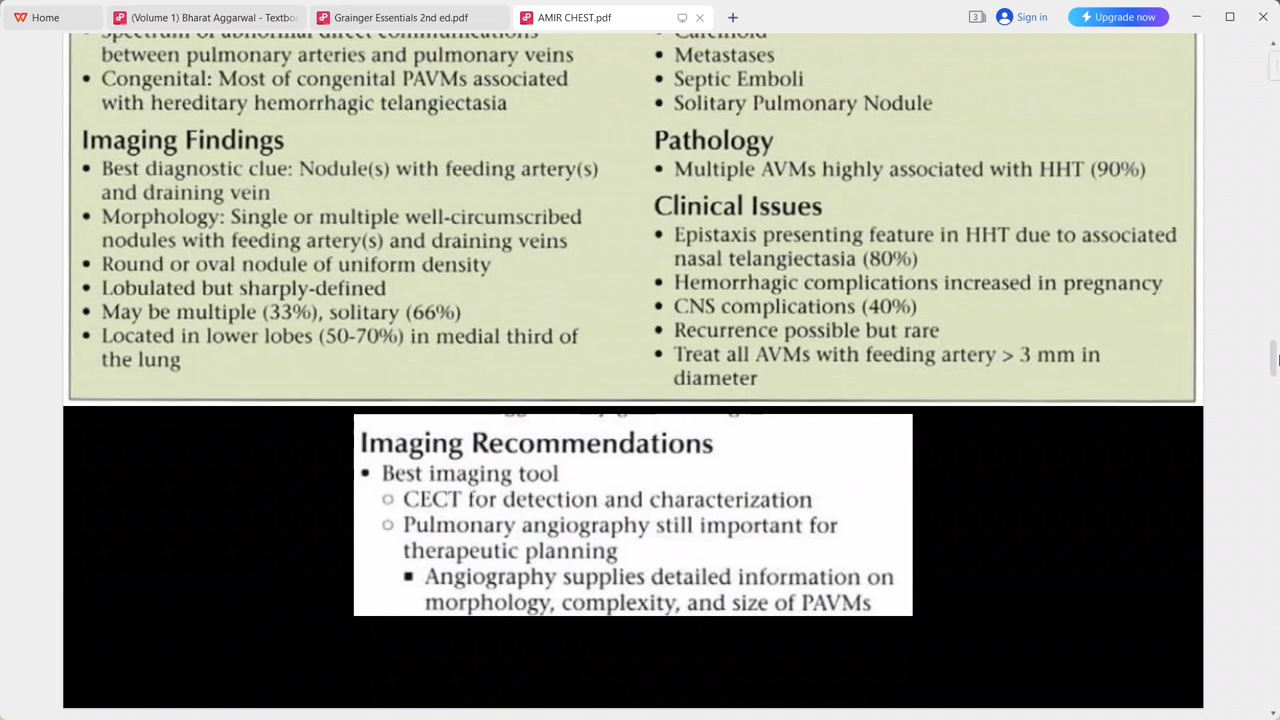 Home
(Volume 1) Bharat Aggarwal - Textbo
Grainger Essentials 2nd ed.pdf
AMIR CHEST.pdf
3
Sign in
Upgrade now
between pulmonary arteries and pulmonary veins
• Congenital: Most of congenital PAVMs associated
with hereditary hemorrhagic telangiectasia
Imaging Findings
• Best diagnostic clue: Nodule(s) with feeding artery(s)
and draining vein
• Morphology: Single or multiple well-circumscribed
nodules with feeding artery(s) and draining veins
• Round or oval nodule of uniform density
• Lobulated but sharply-defined
• May be multiple (33%), solitary (66%)
• Located in lower lobes (50-70%) in medial third of
the lung
• Metastases
• Septic Emboli
• Solitary Pulmonary Nodule
Pathology
• Multiple AVMs highly associated with HHT (90%)
Clinical Issues
• Epistaxis presenting feature in HHT due to associated
nasal telangiectasia (80%)
• Hemorrhagic complications increased in pregnancy
• CNS complications (40%)
• Recurrence possible but rare
• Treat all AVMs with feeding artery > 3 mm in
diameter
Imaging Recommendations
• Best imaging tool
○ CECT for detection and characterization
○ Pulmonary angiography still important for
therapeutic planning
▪ Angiography supplies detailed information on
morphology, complexity, and size of PAVMs